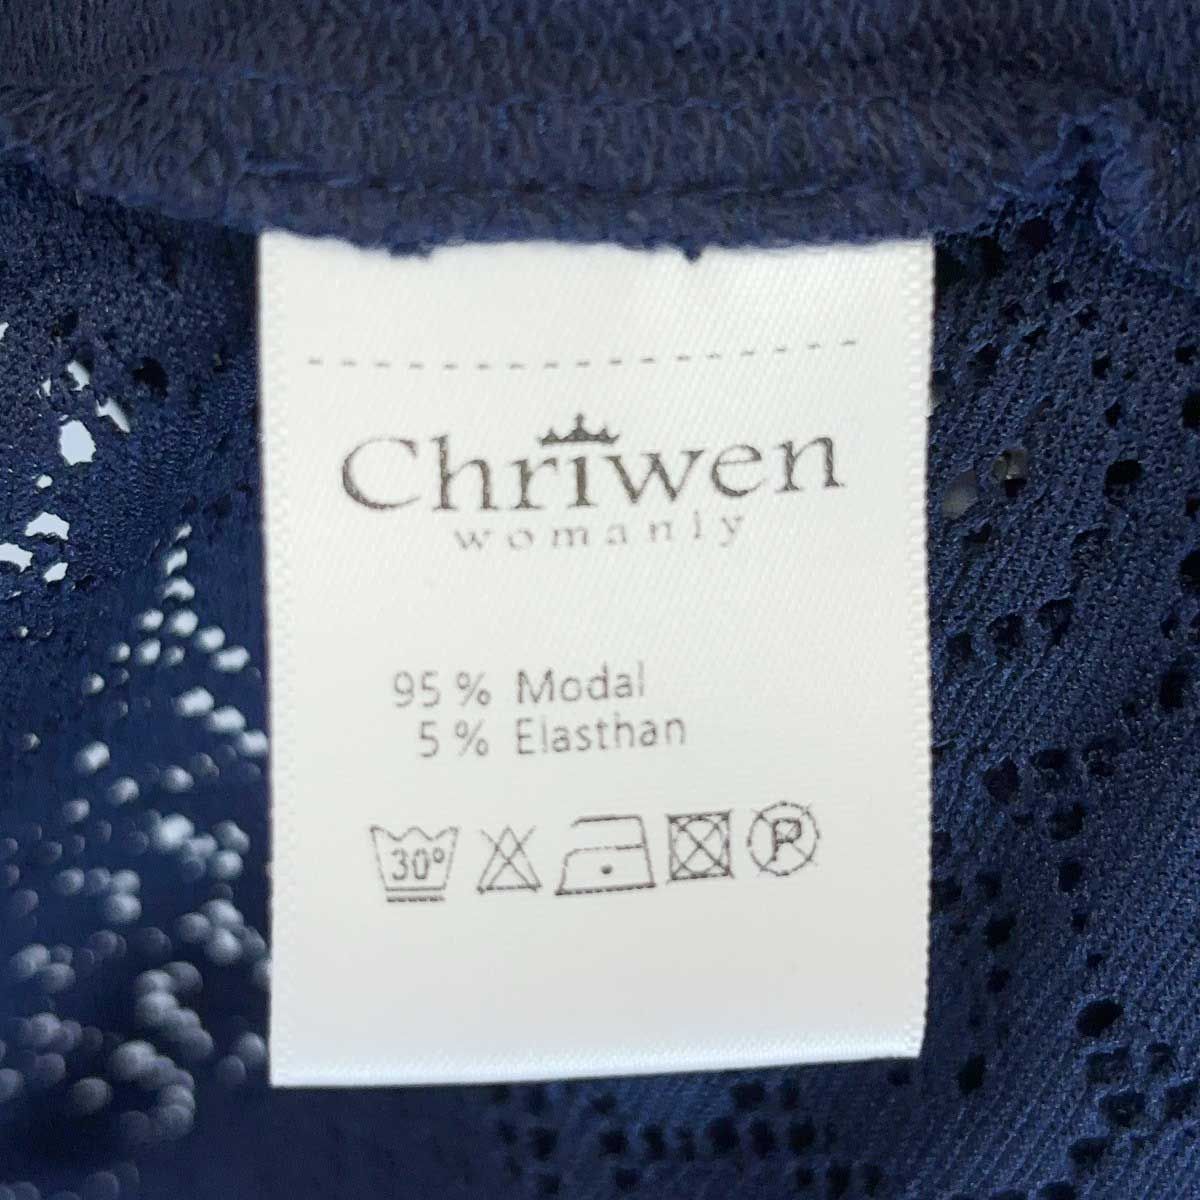 Chriwen
womanly
95 % Modal
5 % Elasthan
30° P